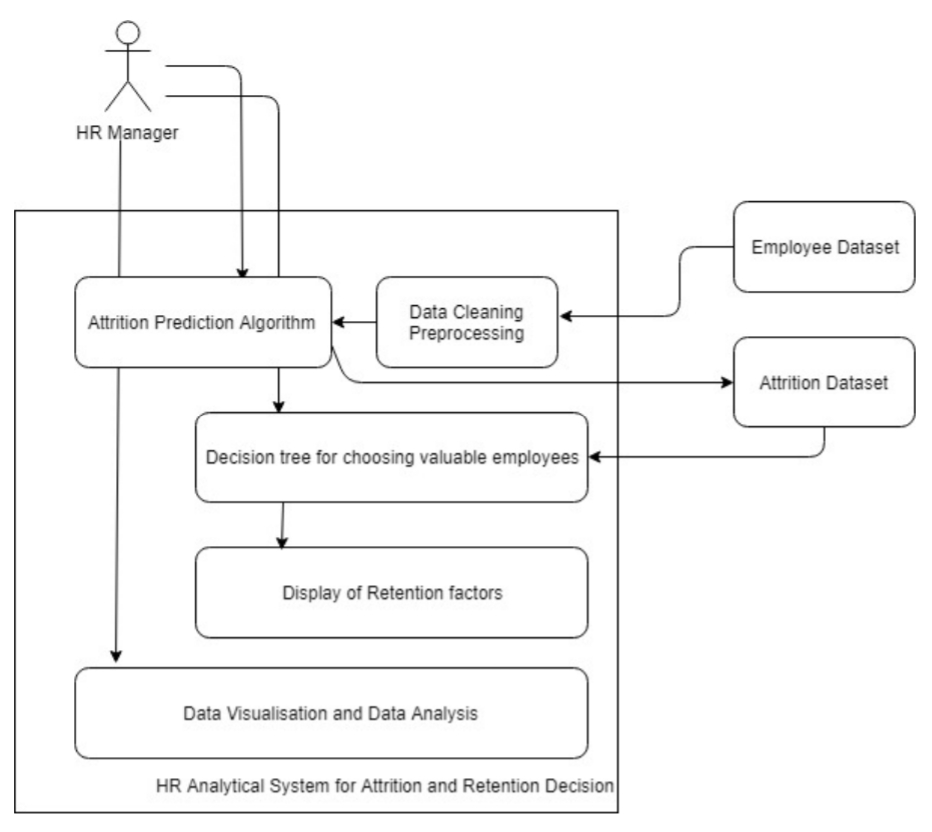 HR Manager
Employee Dataset
Attrition Prediction Algorithm
Data Cleaning
Preprocessing
Attrition Dataset
Decision tree for choosing valuable employees
Display of Retention factors
Data Visualisation and Data Analysis
HR Analytical System for Attrition and Retention Decision